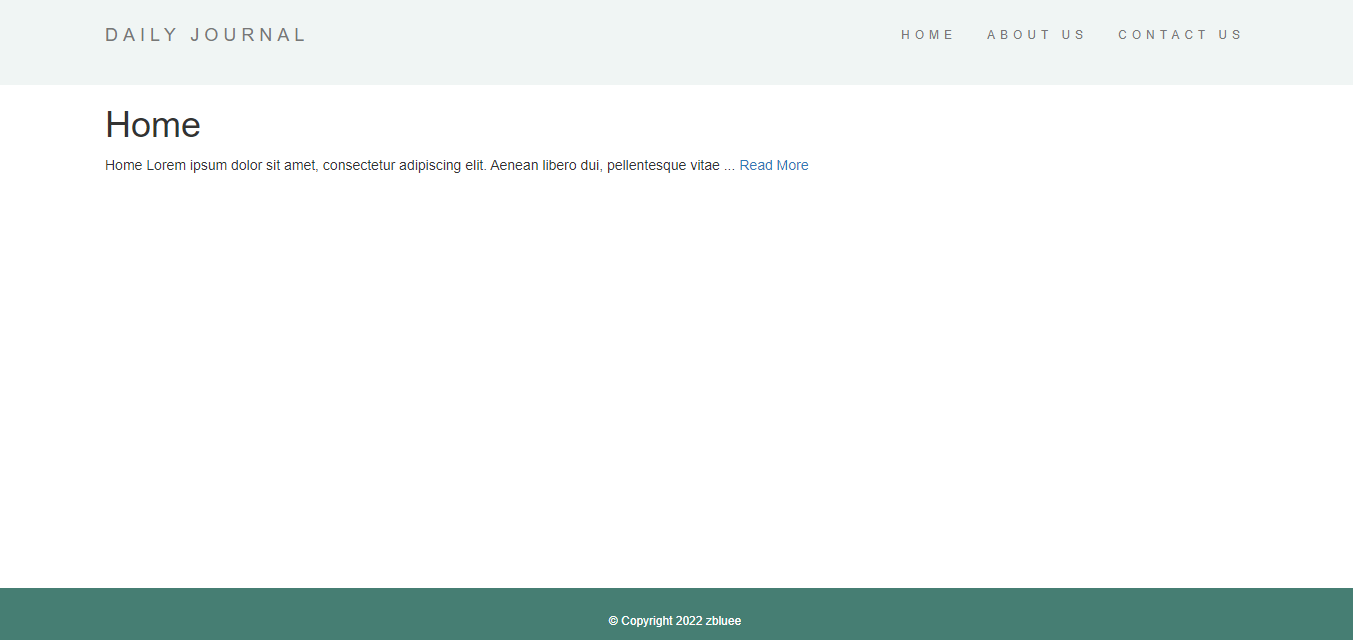 DAILY JOURNAL
HOME ABOUT US CONTACT US
Home
Home Lorem ipsum dolor sit amet, consectetur adipiscing elit. Aenean libero dui, pellentesque vitae ... Read More
© Copyright 2022 zbluee